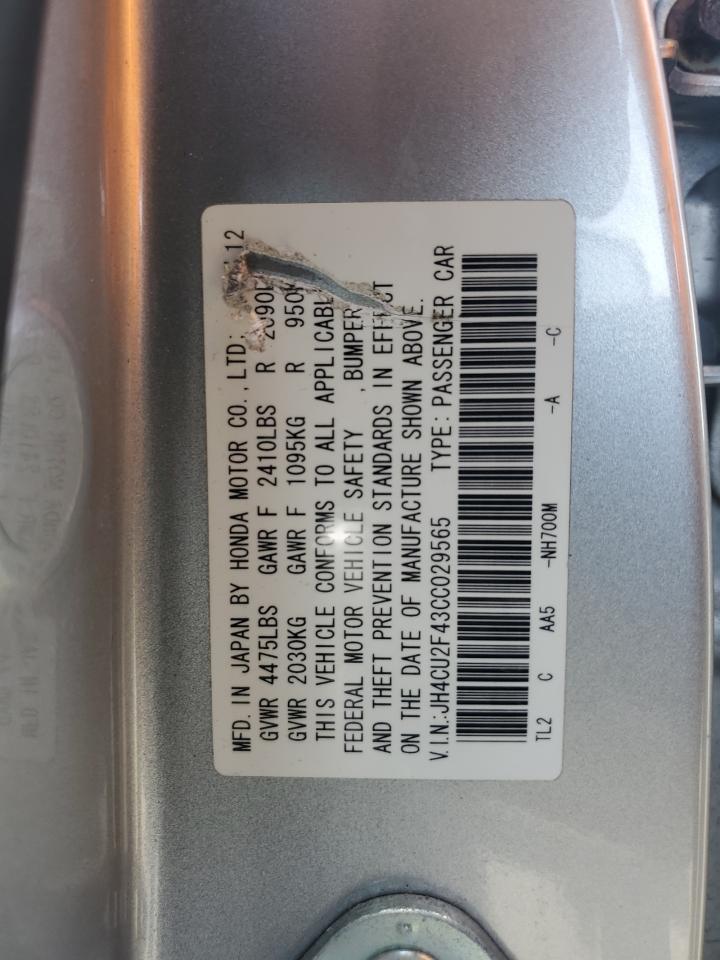 MFD. IN JAPAN BY HONDA MOTOR CO., LTD: 12
GVWR 4475LBS GAWR F 2410LBS R 2090
GVWR 2030KG GAWR F 1095KG R 950
THIS VEHICLE CONFORMS TO ALL APPLICABLE
FEDERAL MOTOR VEHICLE SAFETY , BUMPER
AND THEFT PREVENTION STANDARDS IN EFFECT
ON THE DATE OF MANUFACTURE SHOWN ABOVE.
V.I.N.:JH4CU2F43CC029565 TYPE: PASSENGER CAR
TL2 C AA5 -NH700M -A -C